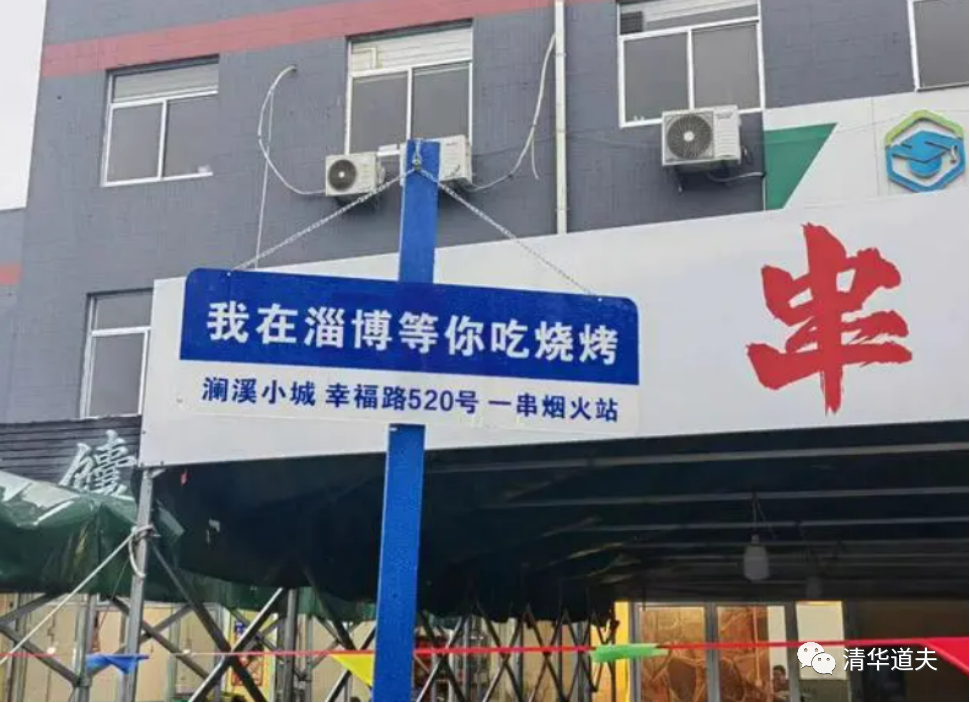 串
我在淄博等你吃烧烤
澜溪小城 幸福路520号 一串烟火站
馇
清华道夫